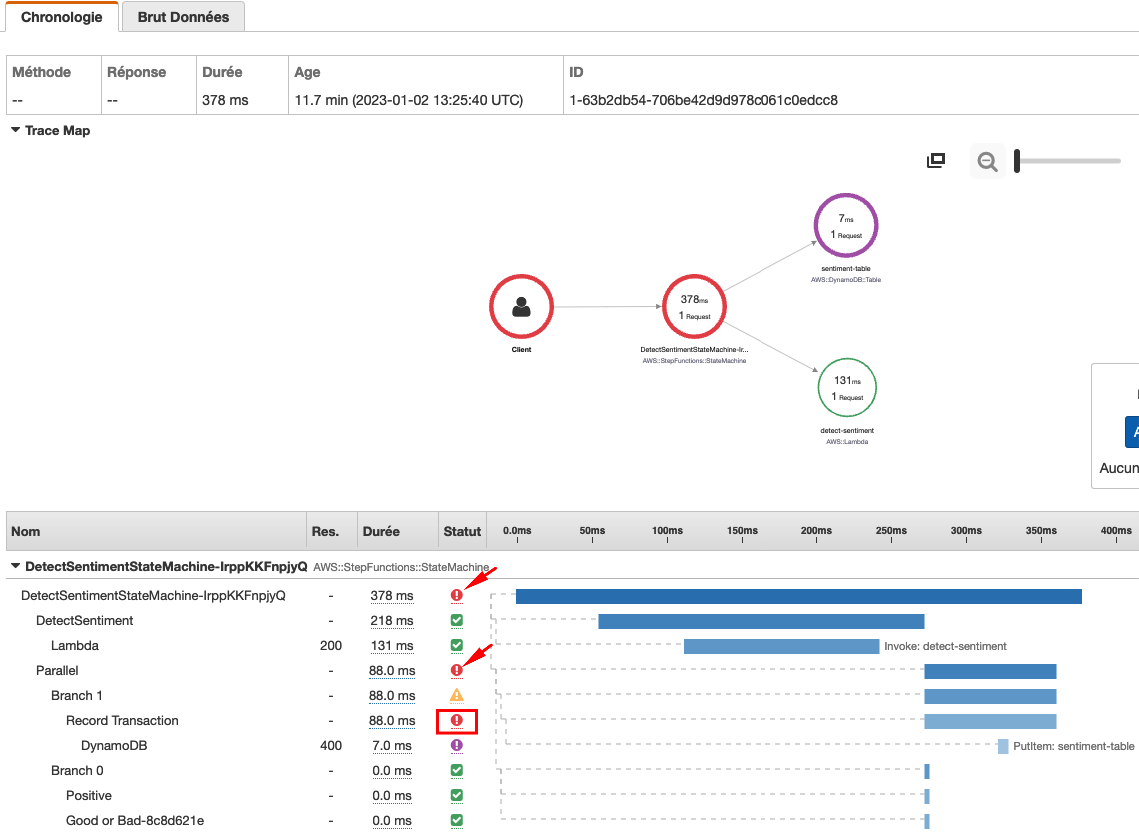 Chronologie Brut Données
Méthode Réponse Durée Age ID
-- -- 378 ms 11.7 min (2023-01-02 13:25:40 UTC) 1-63b2db54-706be42d9d978c061c0edcc8
Trace Map
7ms
1 Request
sentiment-table
AWS::DynamoDB::Table
378ms
1 Request
Client
DetectSentimentStateMachine-Ir...
AWS::StepFunctions::StateMachine
131ms
1 Request
detect-sentiment
AWS::Lambda
Aucun
Nom Res. Durée Statut 0.0ms 50ms 100ms 150ms 200ms 250ms 300ms 350ms 400ms
DetectSentimentStateMachine-IrppKKFnpjyQ AWS::StepFunctions::StateMachine
DetectSentimentStateMachine-IrppKKFnpjyQ - 378 ms
DetectSentiment - 218 ms
Lambda 200 131 ms Invoke: detect-sentiment
Parallel - 88.0 ms
Branch 1 - 88.0 ms
Record Transaction - 88.0 ms
DynamoDB 400 7.0 ms PutItem: sentiment-table
Branch 0 - 0.0 ms
Positive - 0.0 ms
Good or Bad-8c8d621e - 0.0 ms